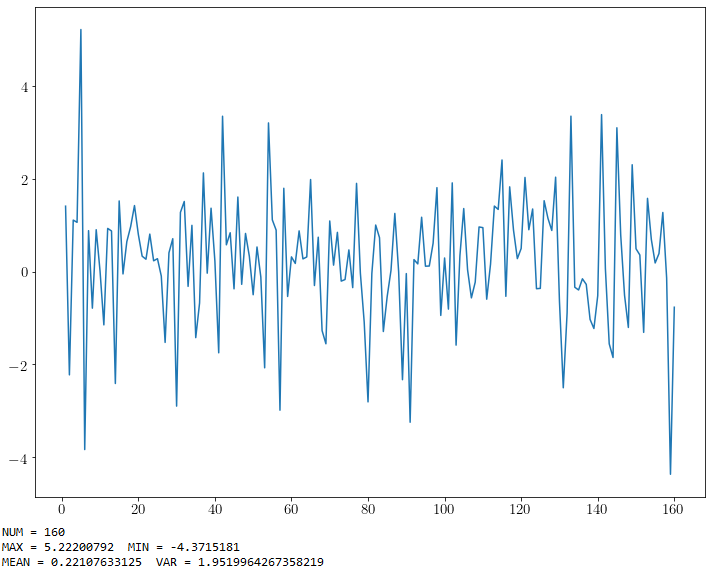 4
2
0
−2
−4
0 20 40 60 80 100 120 140 160
NUM = 160
MAX = 5.22200792  MIN = -4.3715181
MEAN = 0.22107633125  VAR = 1.9519964267358219